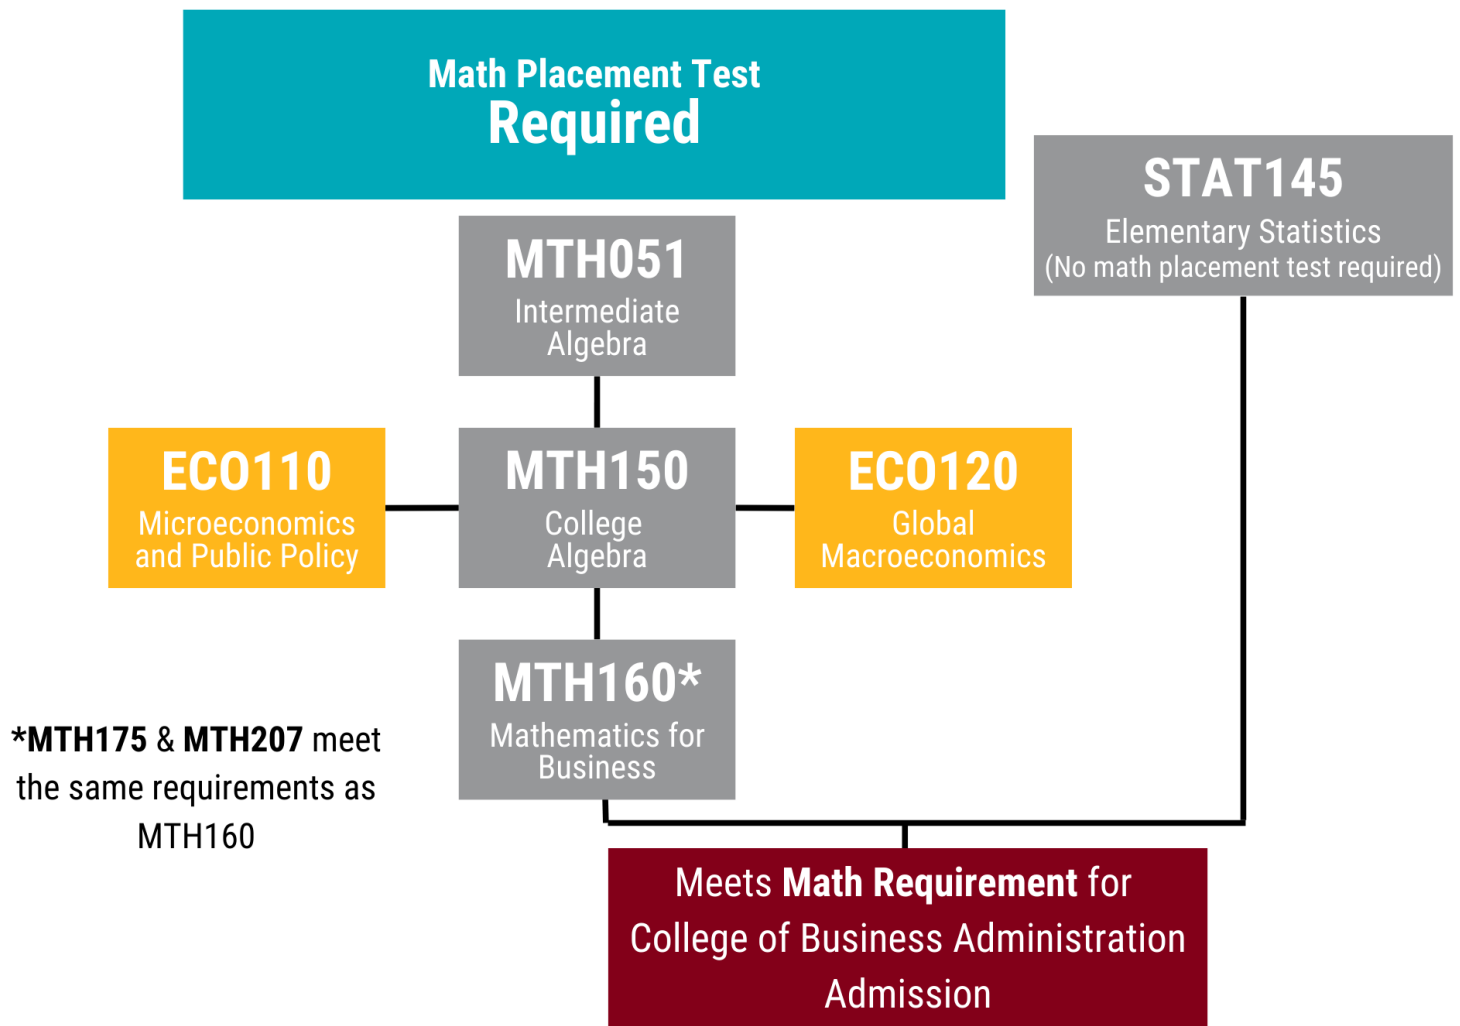 Math Placement Test
Required
STAT145
Elementary Statistics
(No math placement test required)
MTH051
Intermediate
Algebra
ECO110
Microeconomics
and Public Policy
MTH150
College
Algebra
ECO120
Global
Macroeconomics
MTH160*
Mathematics for
Business
*MTH175 & MTH207 meet
the same requirements as
MTH160
Meets Math Requirement for
College of Business Administration
Admission